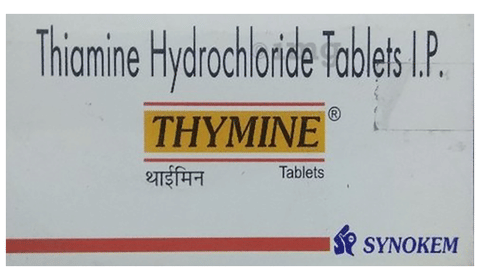 Thiamine Hydrochloride Tablets I.P.
THYMINE®
थाईमिन Tablets
SYNOKEM